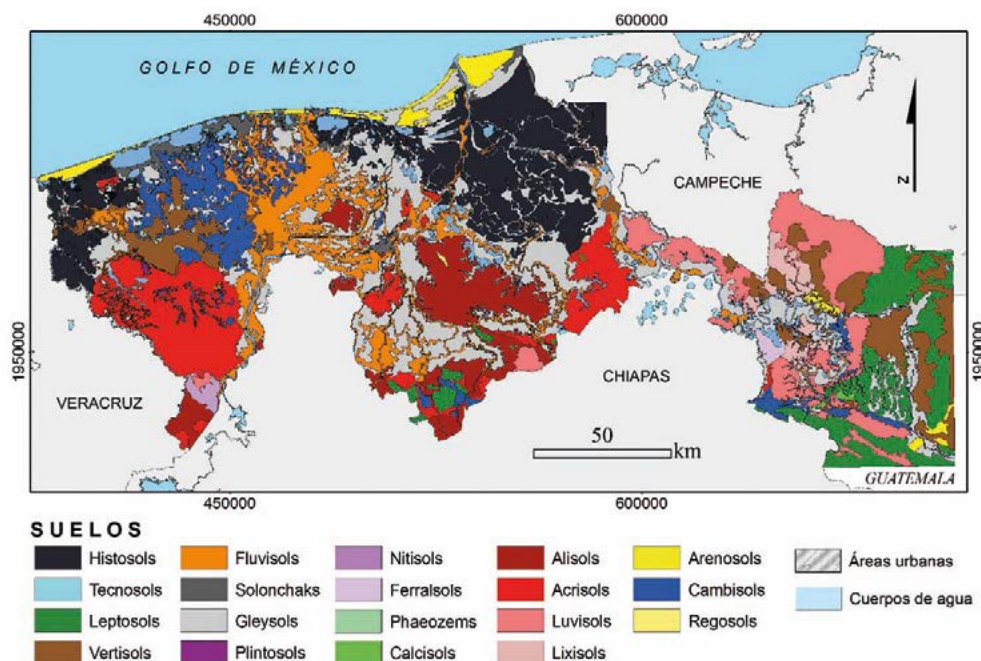 450000
600000
GOLFO DE MÉXICO
N
CAMPECHE
1950000
1950000
CHIAPAS
VERACRUZ
50
km
GUATEMALA
450000
600000
SUELOS
Histosols
Fluvisols
Nitisols
Alisols
Arenosols
Áreas urbanas
Tecnosols
Solonchaks
Ferralsols
Acrisols
Cambisols
Cuerpos de agua
Leptosols
Gleysols
Phaeozems
Luvisols
Regosols
Vertisols
Plintosols
Calcisols
Lixisols